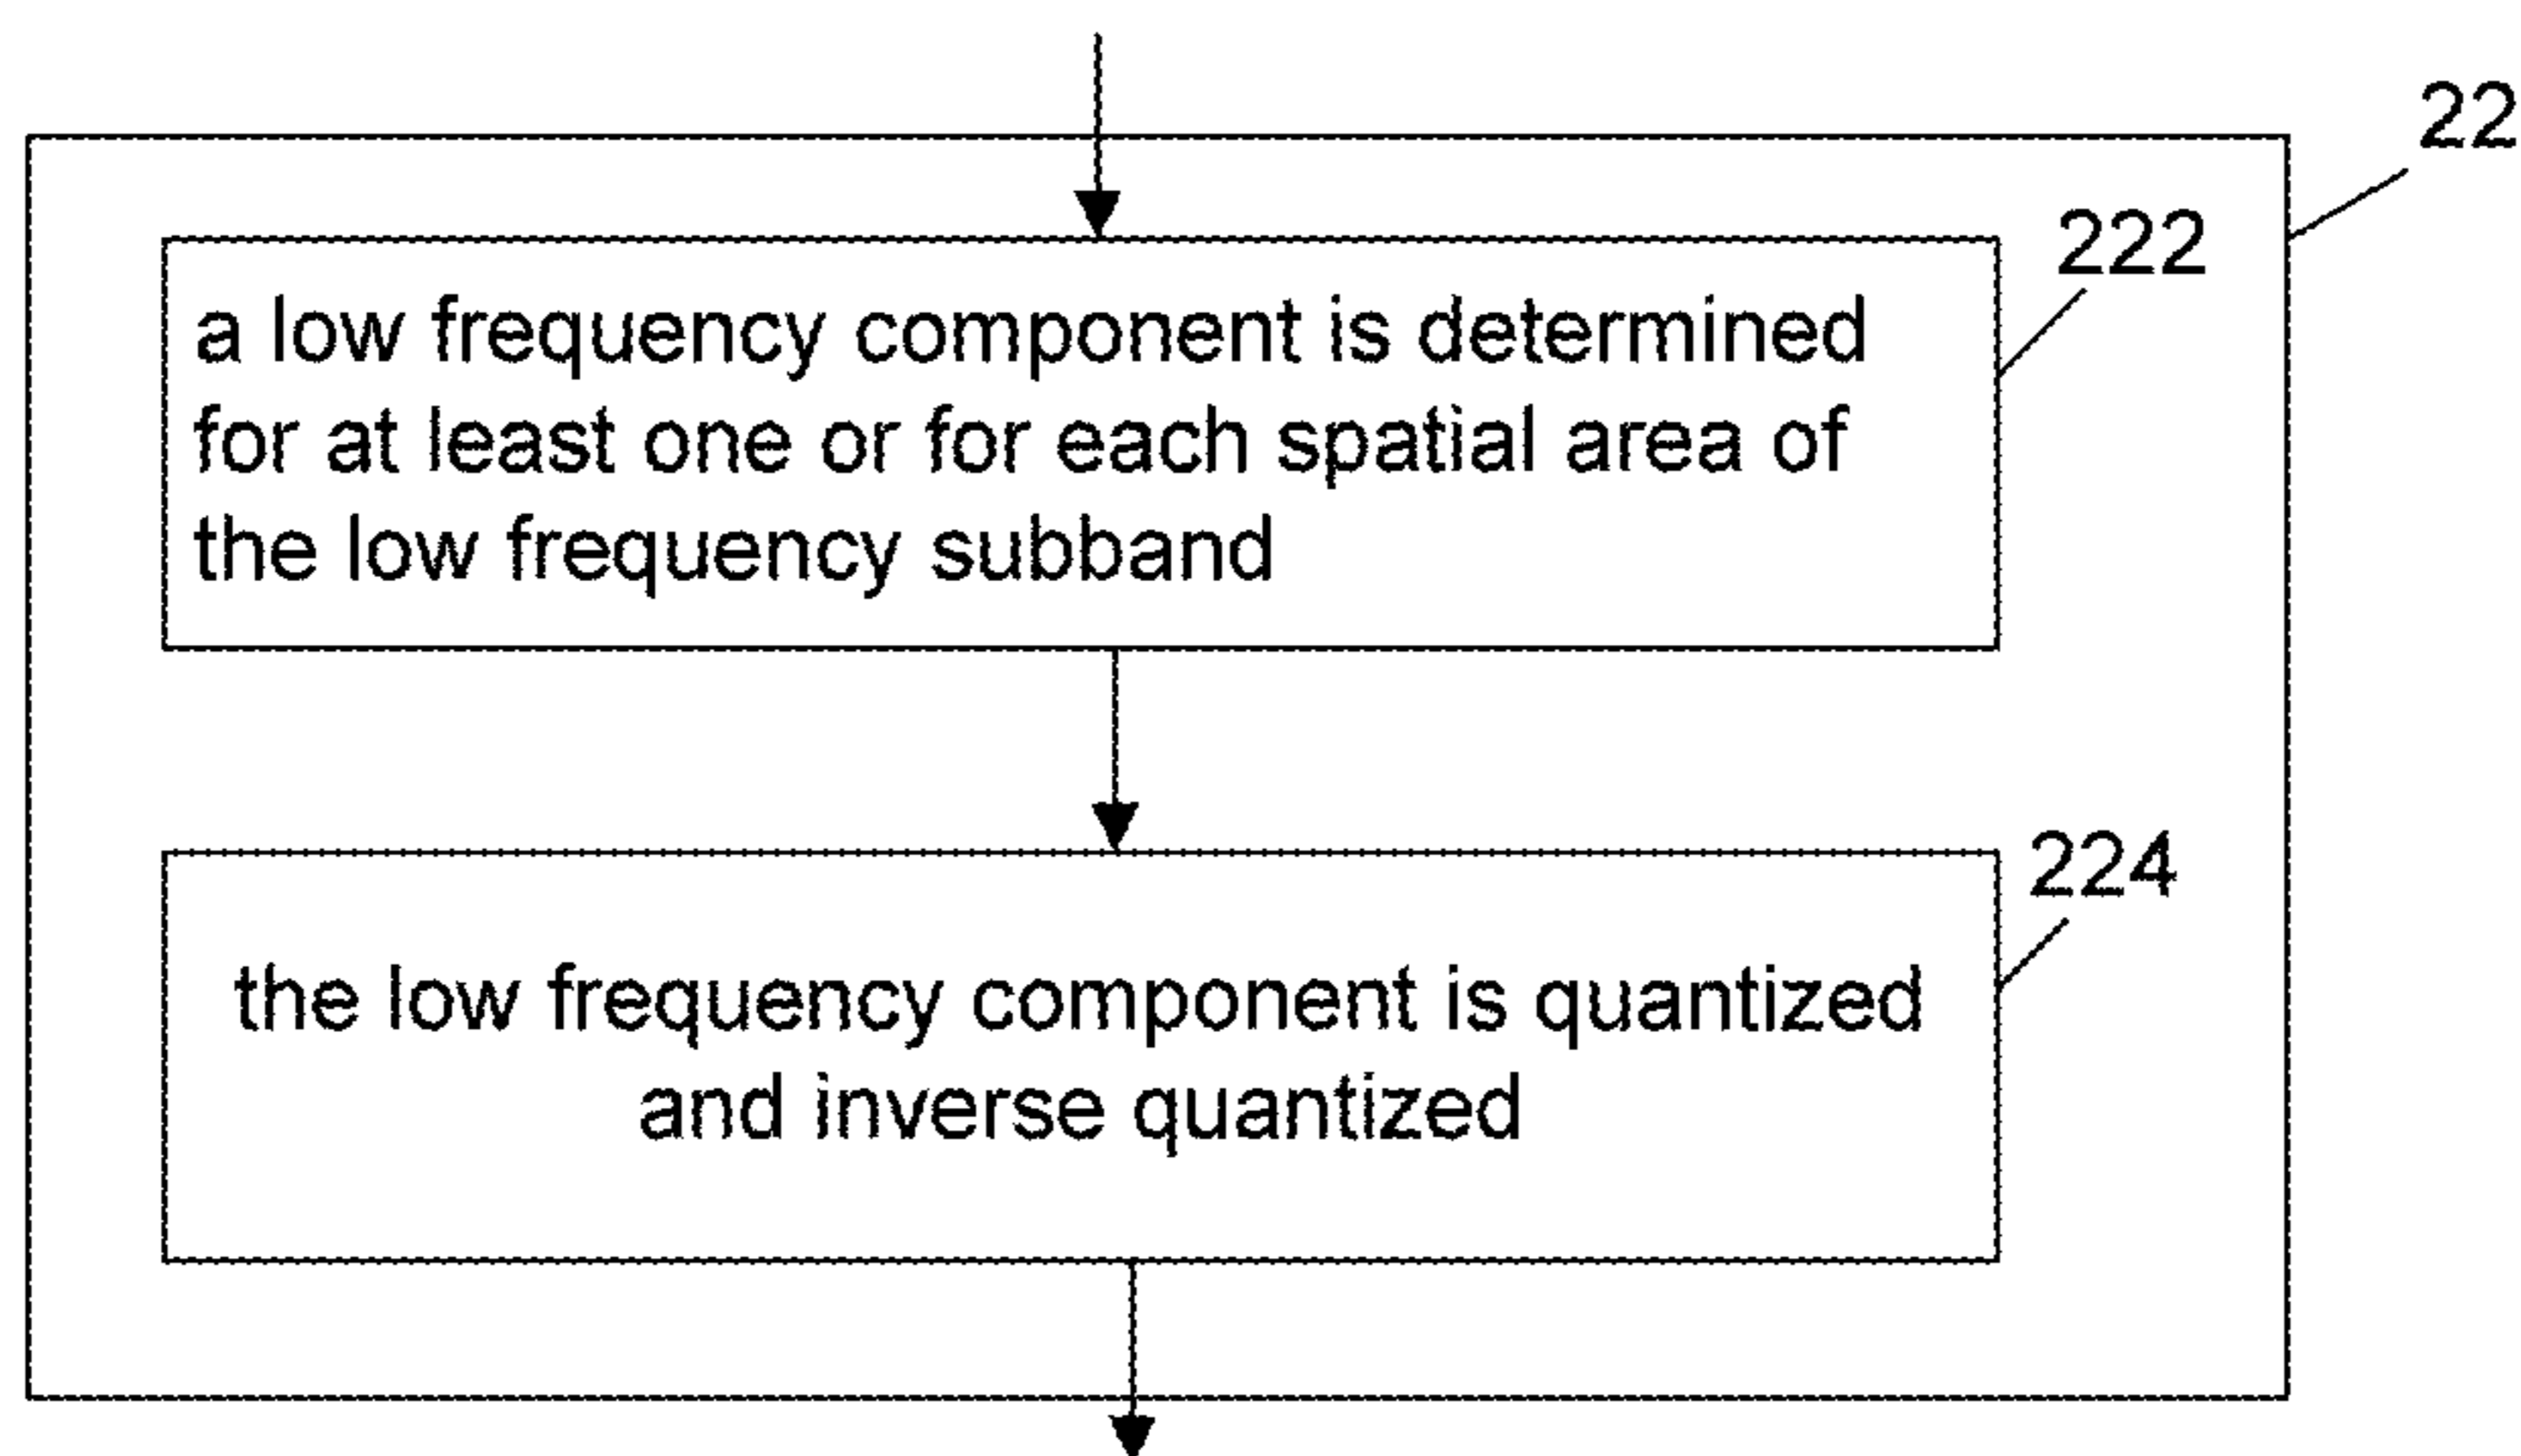 22
222
a low frequency component is determined
for at least one or for each spatial area of
the low frequency subband
224
the low frequency component is quantized
and inverse quantized